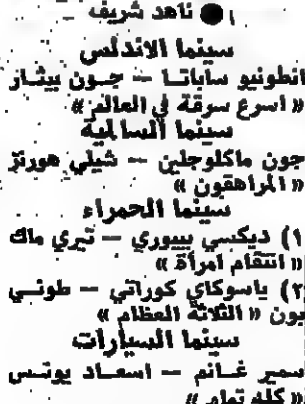 ناهد شريف
سينما الاندلس
انطونيو ساباتا — جون بيتار
« اسرع سرقة في العالم »
سينما السالمية
جون ماكلوجلين — شيلي هورنز
« المراهقون »
سينما الحمراء
١) ديكسي بيبوري — تيري ماك
« انتقام امرأة »
٢) ياسوكاي كوراتي — طوني
بون « الثلاثة العظام »
سينما السيارات
سمير غانم — اسعاد يونس
« كله تمام »